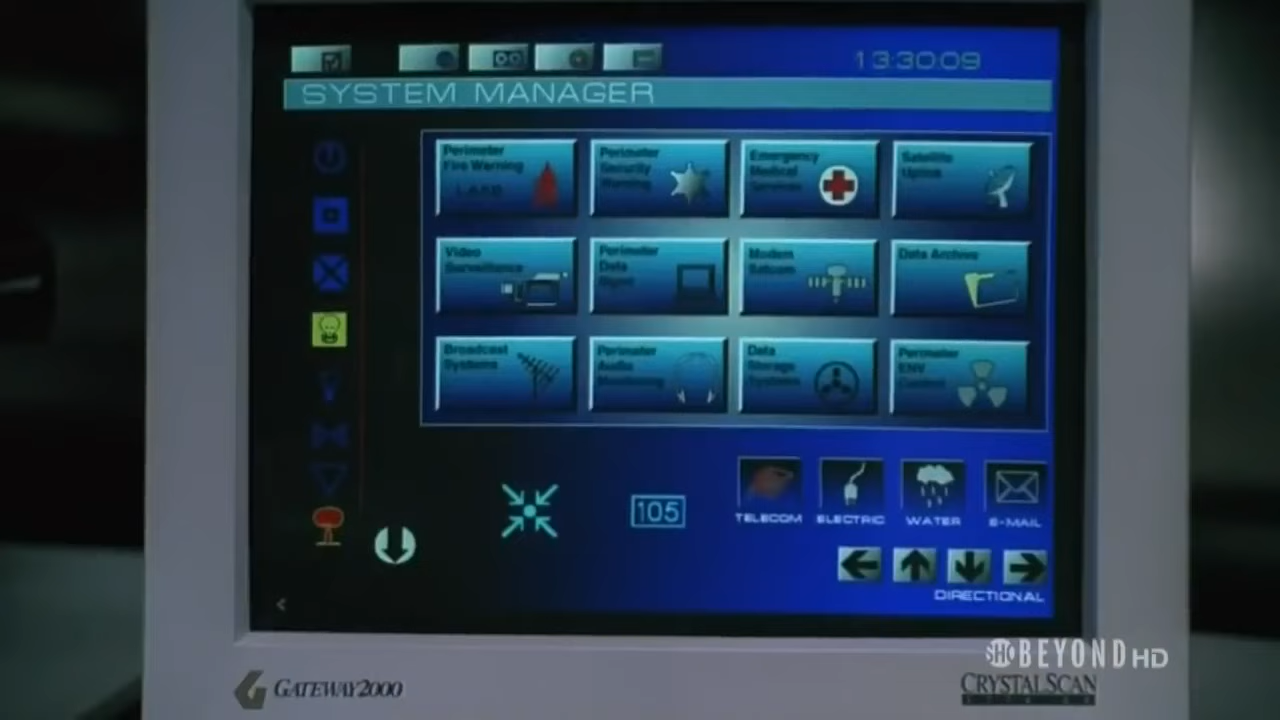 13:30:09
SYSTEM MANAGER
Perimeter
Fire Warning
Perimeter
Security
Warning
Emergency
Medical
Services
Satellite
Uplink
Video
Surveillance
Perimeter
Data
Modem
Satcom
Data Archive
Broadcast
Systems
Perimeter
Audio
Monitoring
Data
Storage
Systems
Perimeter
ENV
Control
105
TELECOM
ELECTRIC
WATER
E-MAIL
DIRECTIONAL
<
SHO BEYOND HD
GATEWAY2000
CRYSTALSCAN